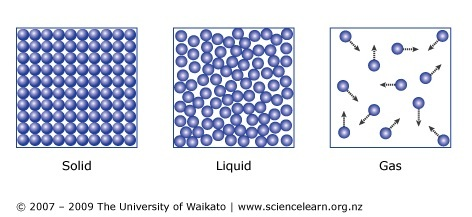 Solid Liquid Gas
© 2007 – 2009 The University of Waikato | www.sciencelearn.org.nz